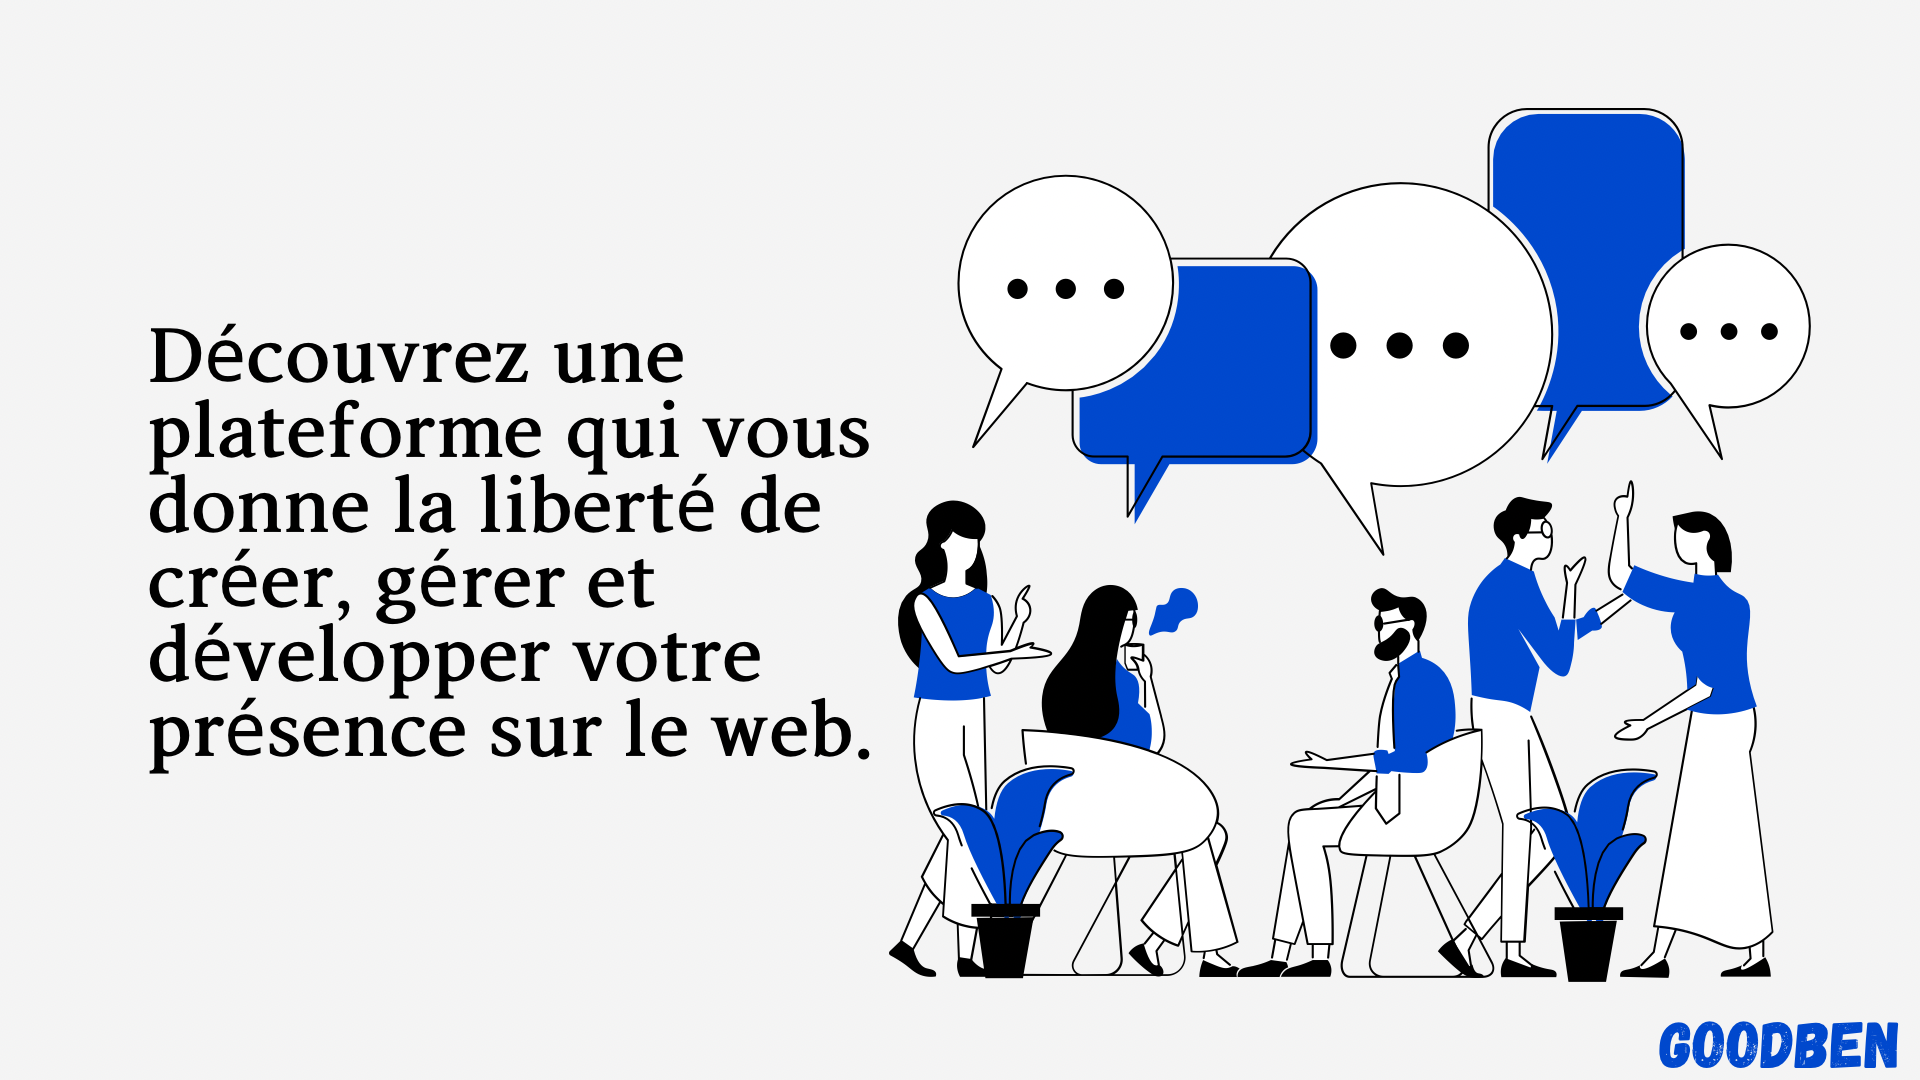 Découvrez une
plateforme qui vous
donne la liberté de
créer, gérer et
développer votre
présence sur le web.
GOODBEN